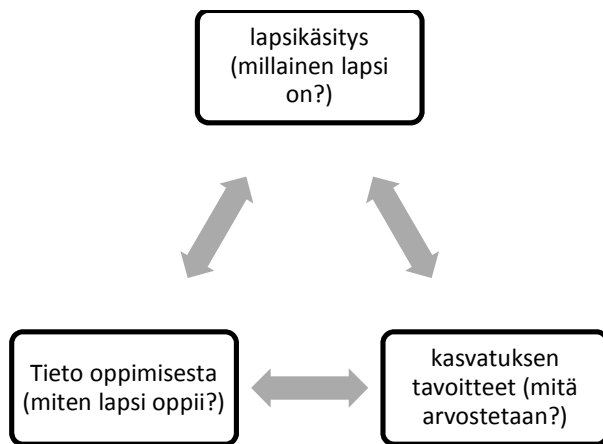 lapsikäsitys
(millainen lapsi
on?)
Tieto oppimisesta
(miten lapsi oppii?)
kasvatuksen
tavoitteet (mitä
arvostetaan?)